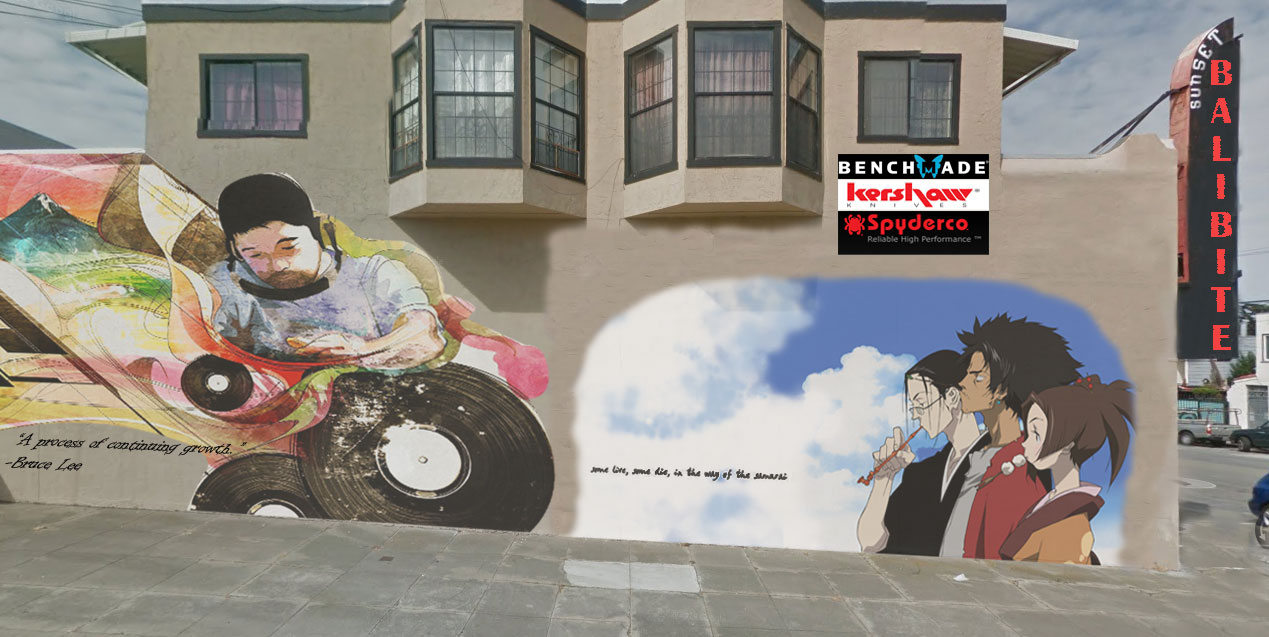 SUNSET
BALIBITE
BENCHMADE
kershaw
KNIVES
Spyderco
Reliable High Performance ™
"A process of continuing growth."
-Bruce Lee
some live, some die, in the way of the samurai